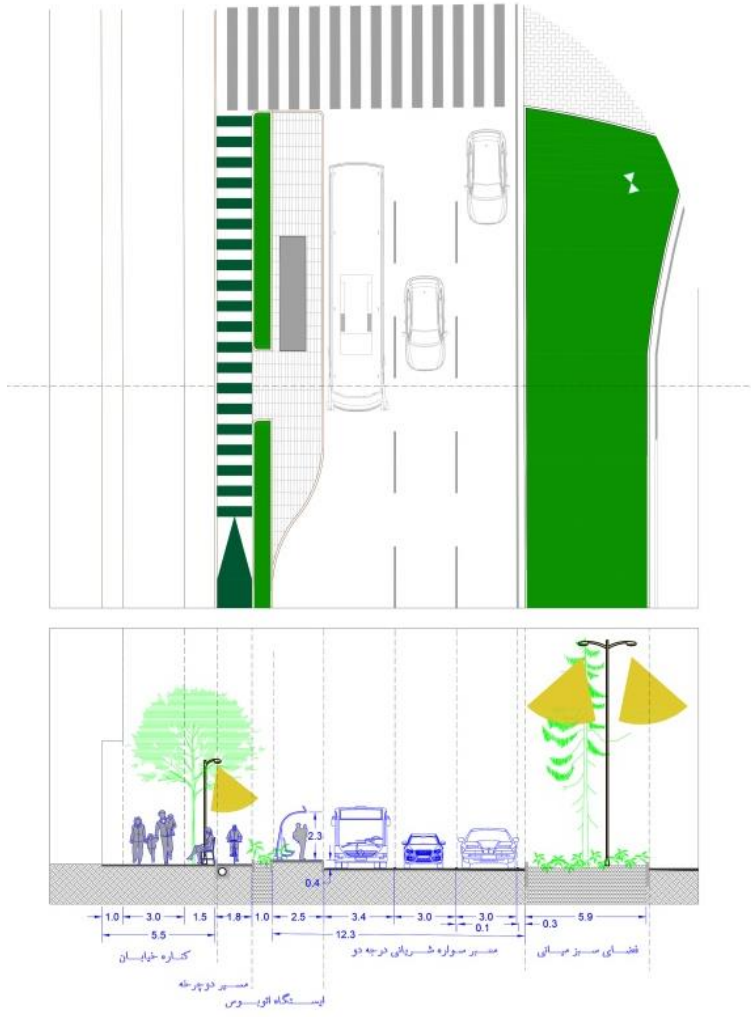 2.3
0.4
1.0 3.0 1.5 1.8 1.0 2.5 3.4 3.0 3.0 5.9
0.1 0.3
5.5 12.3
کناره خیابان مسیر سواره شریانی درجه دو فضای سبز میانی
مسیر دوچرخه
ایستگاه اتوبوس